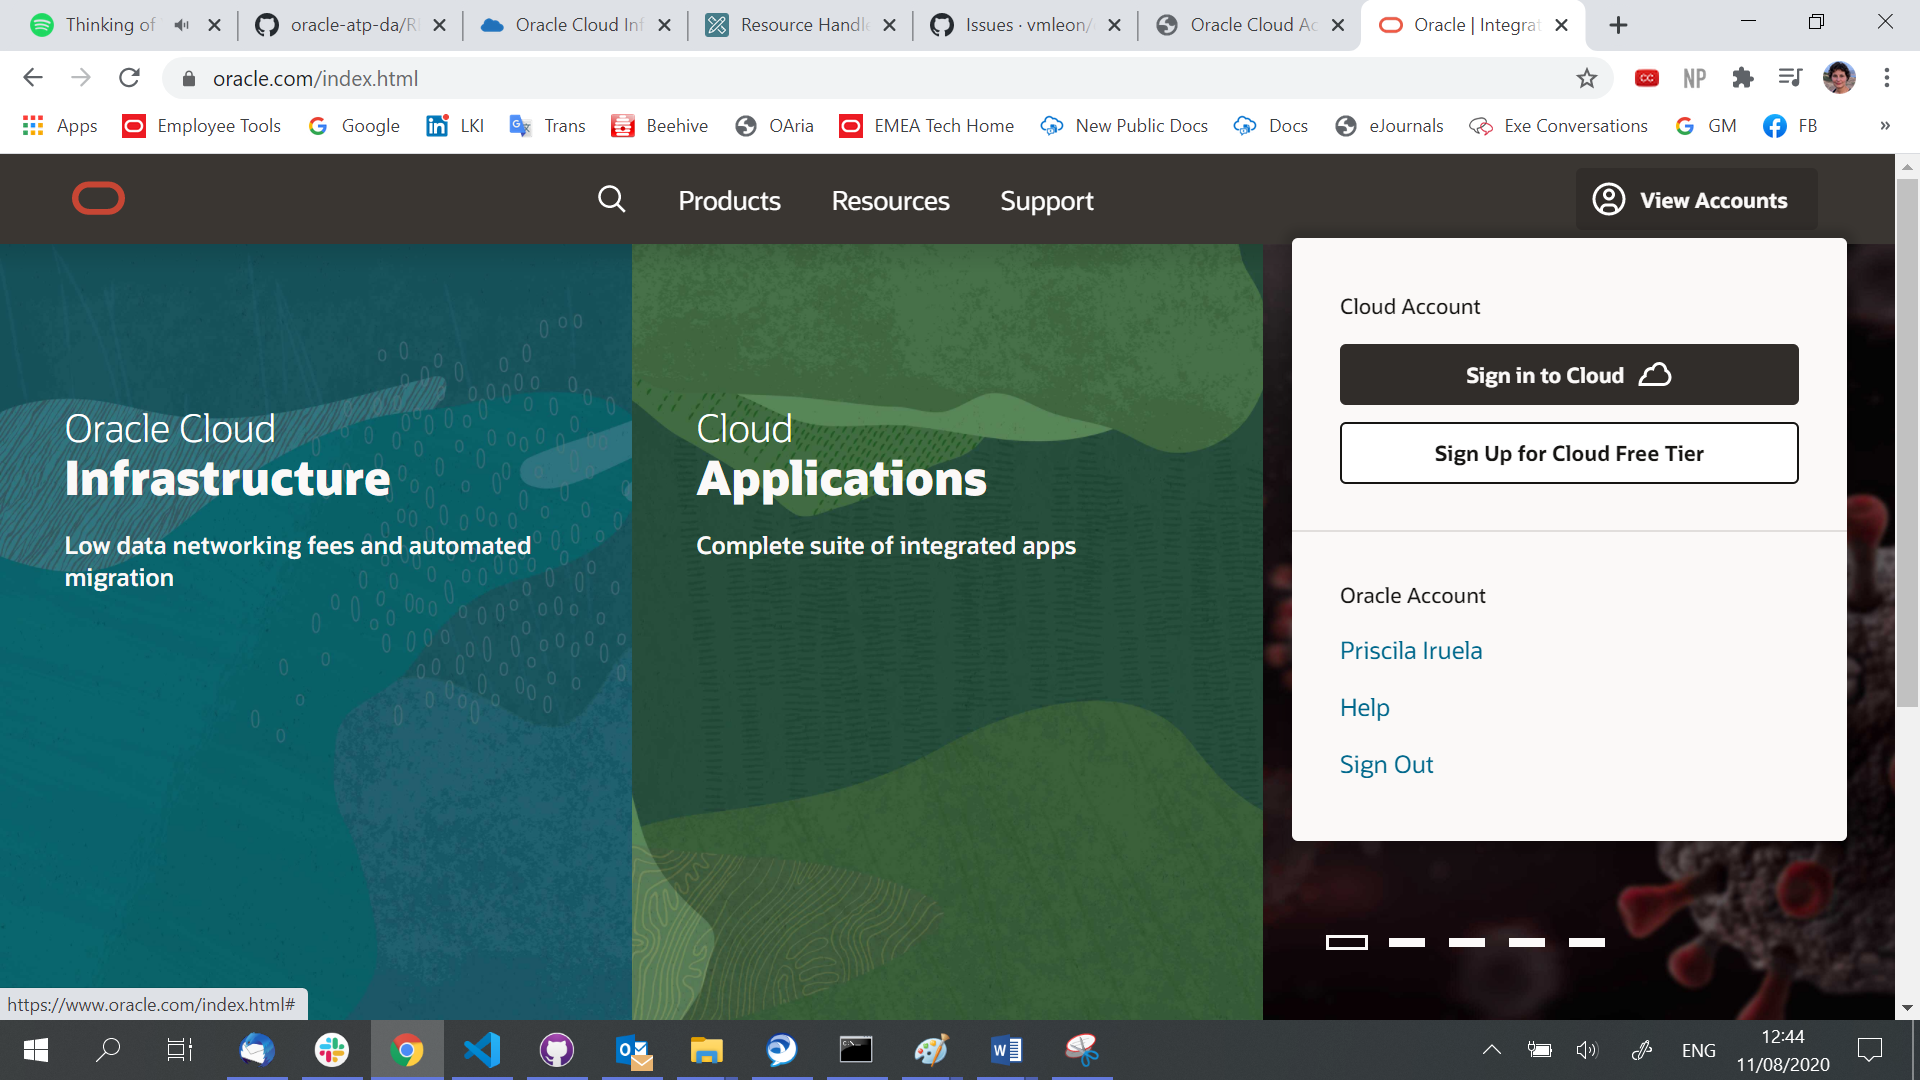 Thinking of
oracle-atp-da/R
Oracle Cloud Inf
Resource Handle
Issues · vmleon/
Oracle Cloud Ac
Oracle | Integrat
oracle.com/index.html
CC
NP
Apps
Employee Tools
Google
LKI
Trans
Beehive
OAria
EMEA Tech Home
New Public Docs
Docs
eJournals
Exe Conversations
GM
FB
»
Products
Resources
Support
View Accounts
Cloud Account
Sign in to Cloud
Sign Up for Cloud Free Tier
Oracle Account
Priscila Iruela
Help
Sign Out
Oracle Cloud
Infrastructure
Low data networking fees and automated
migration
Cloud
Applications
Complete suite of integrated apps
https://www.oracle.com/index.html#
ENG
12:44
11/08/2020